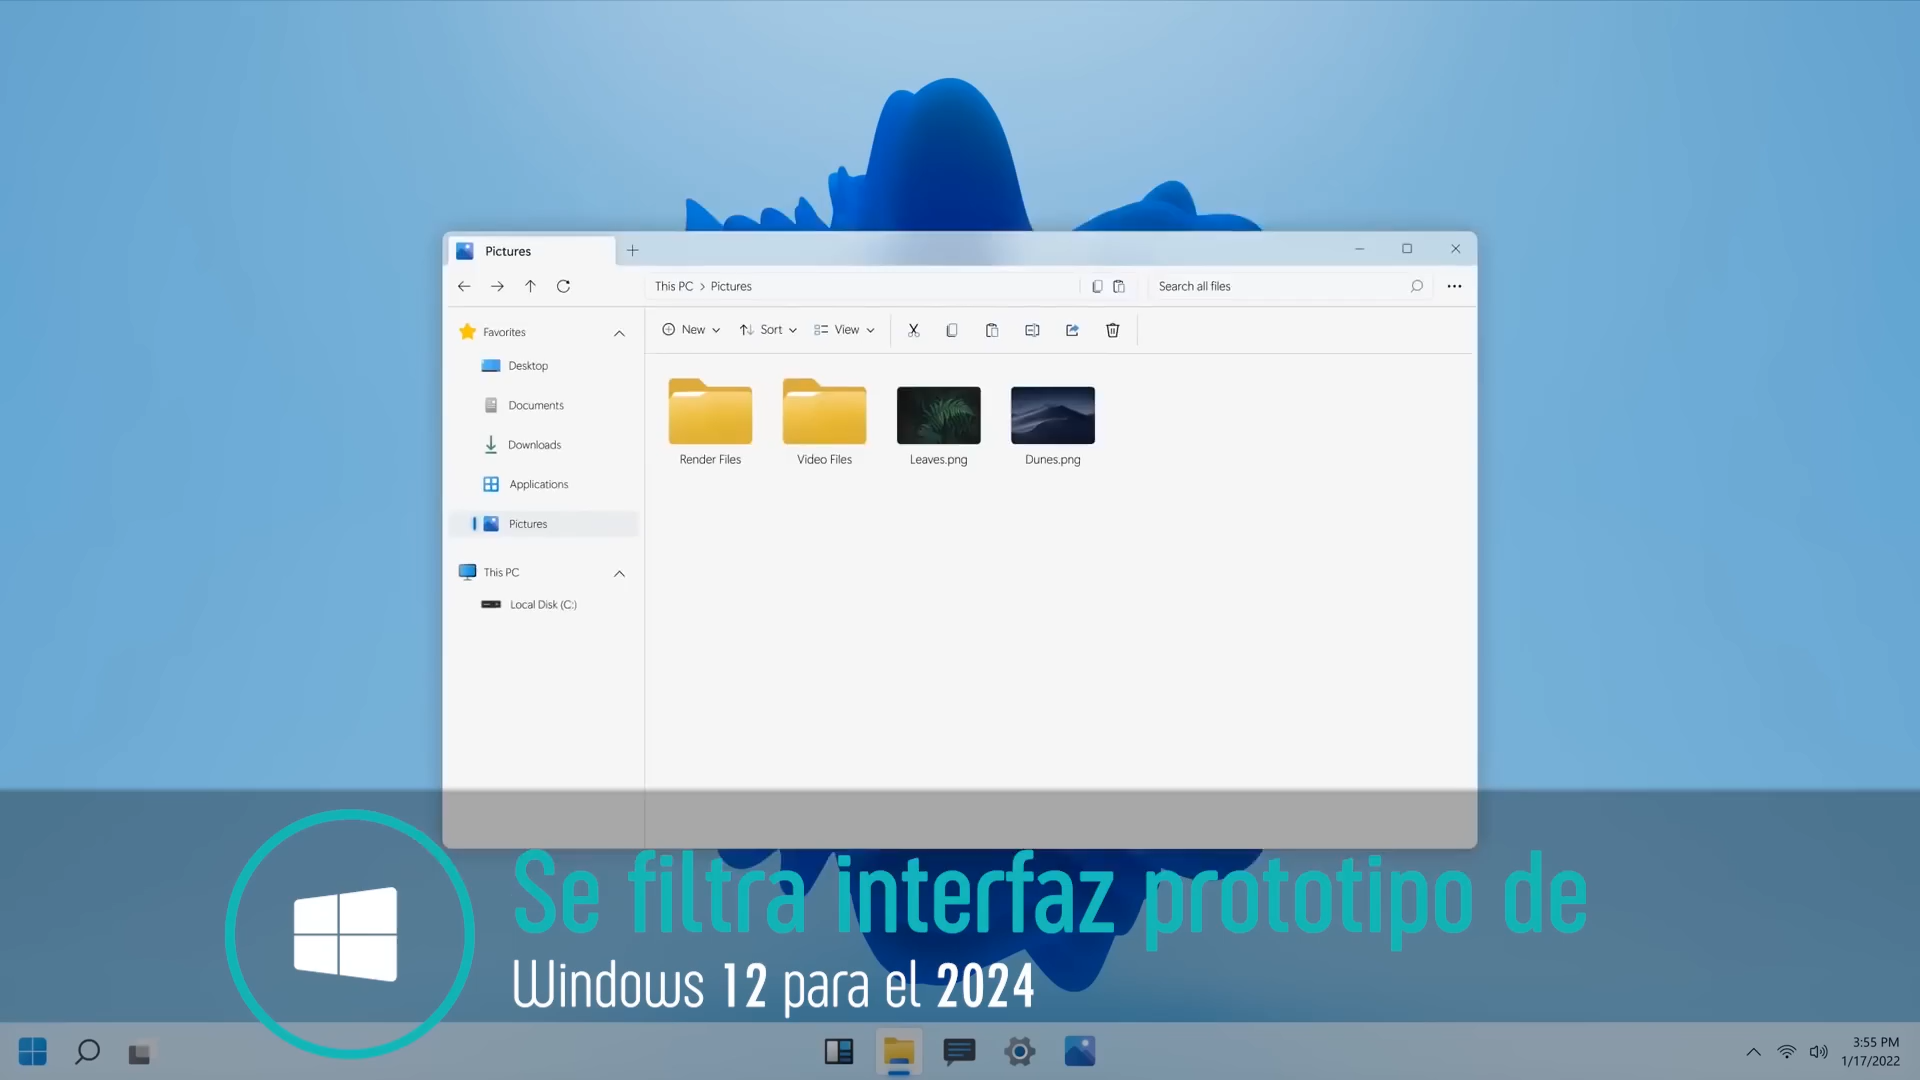 Pictures
This PC > Pictures
Search all files
New
Sort
View
Favorites
Desktop
Documents
Downloads
Applications
Pictures
This PC
Local Disk (C:)
Render Files
Video Files
Leaves.png
Dunes.png
Se filtra interfaz prototipo de
Windows 12 para el 2024
3:55 PM
1/17/2022